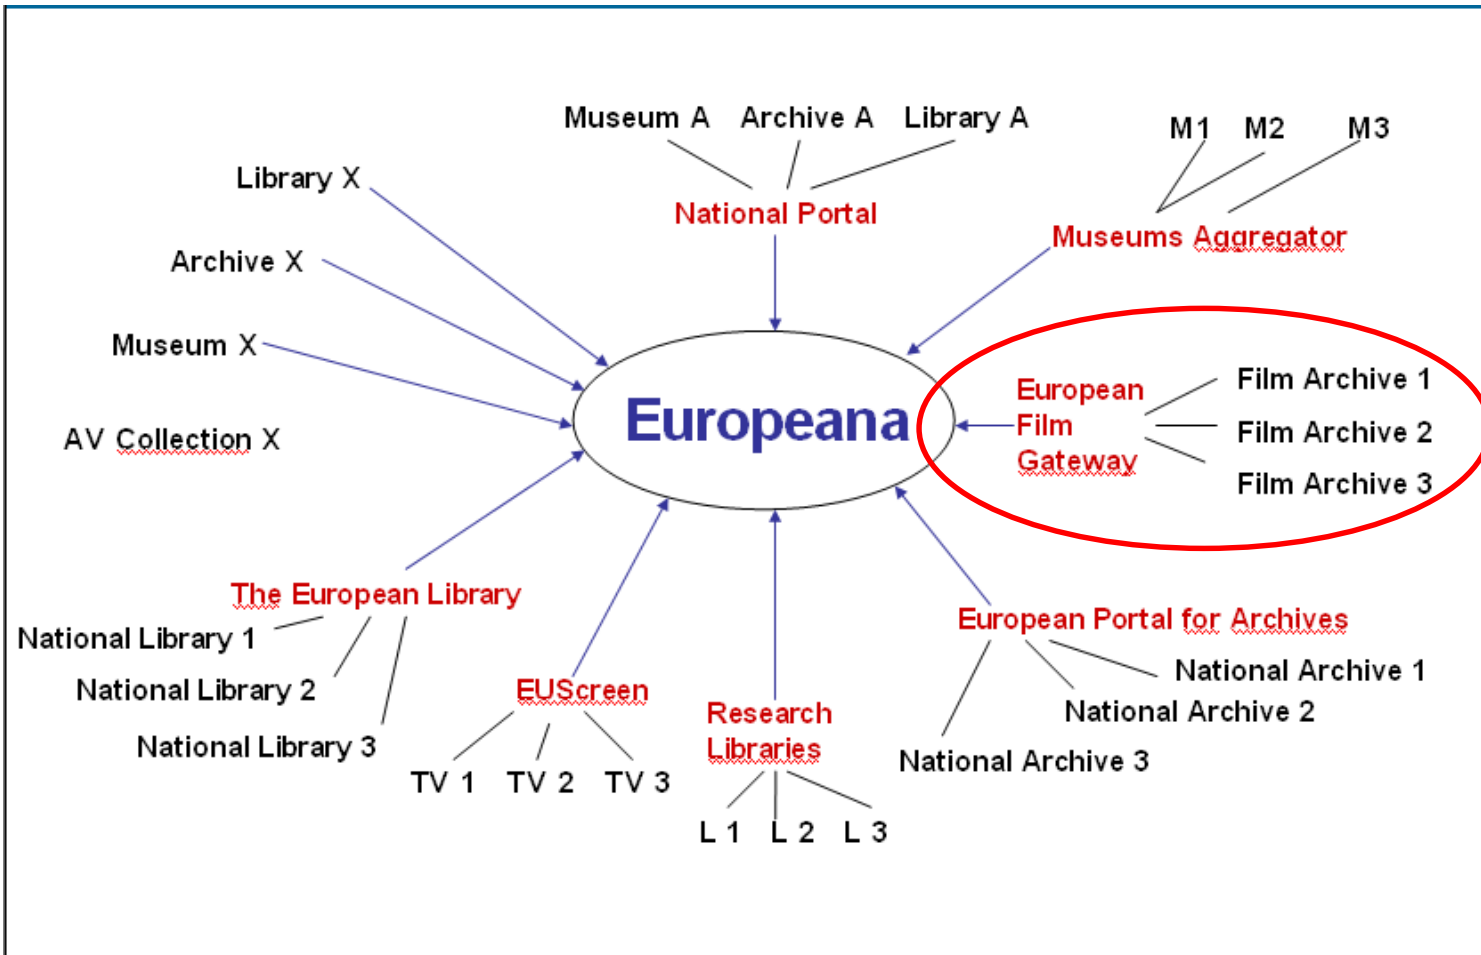 Museum A
Archive A
Library A
M1
M2
M3
Library X
National Portal
Museums Aggregator
Archive X
Museum X
AV Collection X
Europeana
European
Film
Gateway
Film Archive 1
Film Archive 2
Film Archive 3
The European Library
National Library 1
National Library 2
National Library 3
EUScreen
TV 1
TV 2
TV 3
Research
Libraries
L 1
L 2
L 3
European Portal for Archives
National Archive 1
National Archive 2
National Archive 3